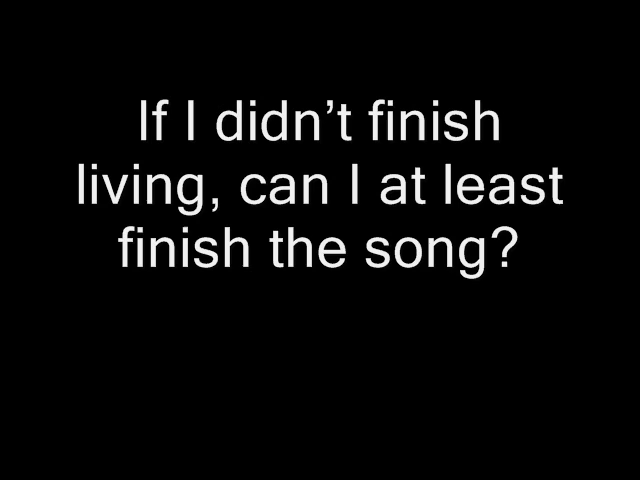 If I didn’t finish
living, can I at least
finish the song?